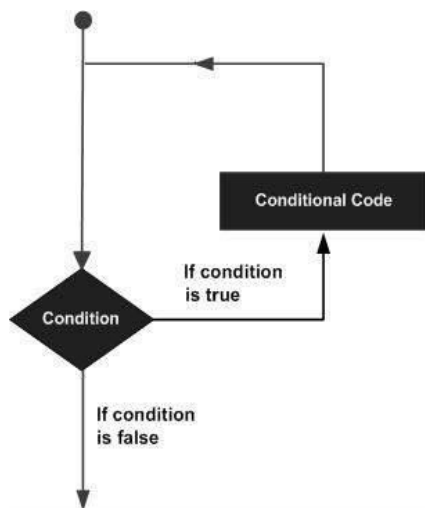 Conditional Code
If condition
is true
Condition
If condition
is false